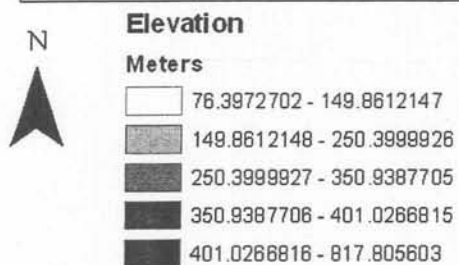 N
Elevation
Meters
76.3972702 - 149.8612147
149.8612148 - 250.3999926
250.3999927 - 350.9387705
350.9387706 - 401.0266815
401.0266816 - 817.805603